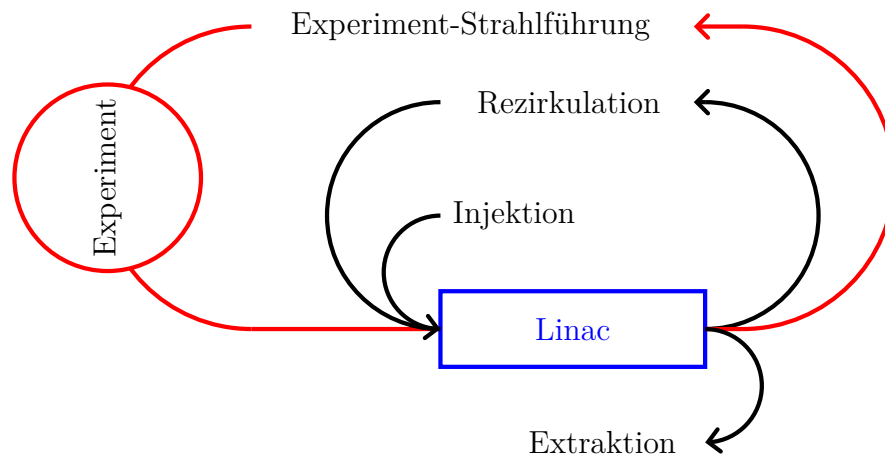 Experiment-Strahlführung
Rezirkulation
Experiment
Injektion
Linac
Extraktion